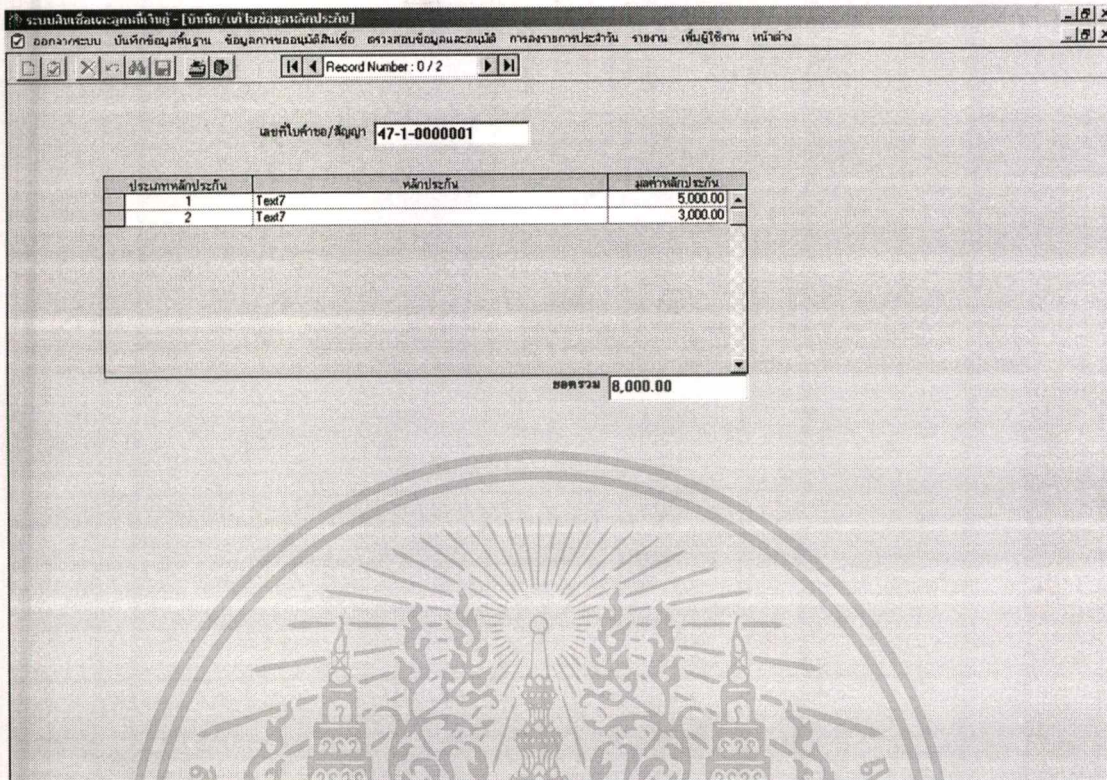 ระบบสินเชื่อและลูกหนี้เงินกู้ - [บันทึก/แก้ไขข้อมูลหลักประกัน]
ออกจากระบบ บันทึกข้อมูลพื้นฐาน ข้อมูลการขออนุมัติสินเชื่อ ตรวจสอบข้อมูลและอนุมัติ การลงรายการประจำวัน รายงาน เพิ่มผู้ใช้งาน หน้าต่าง
Record Number : 0 / 2
เลขที่ใบคำขอ/สัญญา 47-1-0000001
ประเภทหลักประกัน หลักประกัน มูลค่าหลักประกัน
1 Text7 5,000.00
2 Text7 3,000.00
ยอดรวม 8,000.00